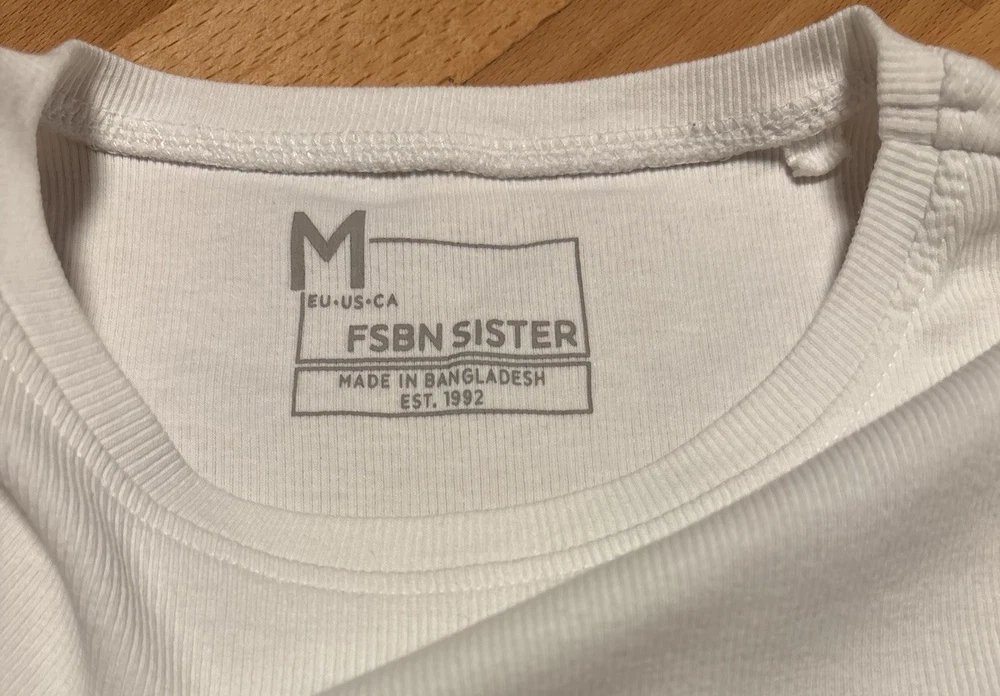 M
EU•US•CA
FSBN SISTER
MADE IN BANGLADESH
EST. 1992